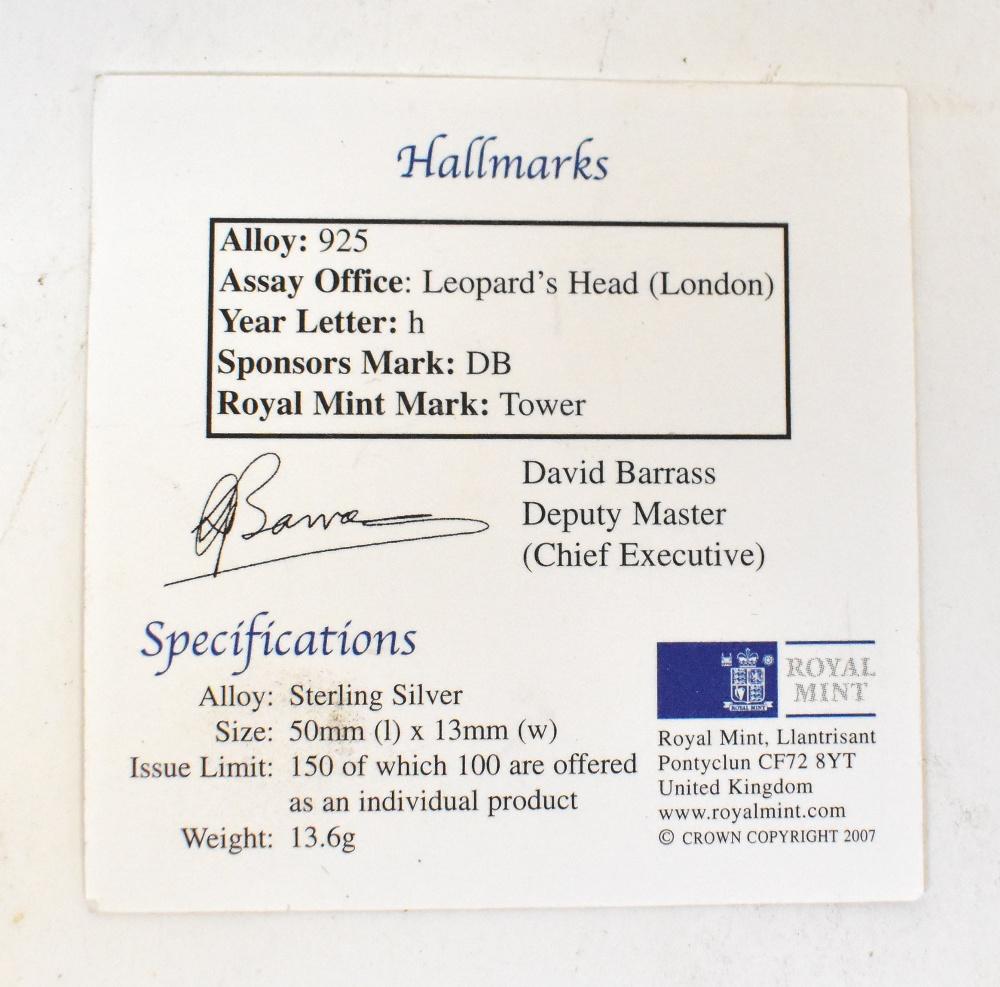 Hallmarks
Alloy: 925
Assay Office: Leopard's Head (London)
Year Letter: h
Sponsors Mark: DB
Royal Mint Mark: Tower
David Barrass
Deputy Master
(Chief Executive)
Specifications
Alloy: Sterling Silver
Size: 50mm (l) x 13mm (w)
Issue Limit: 150 of which 100 are offered
as an individual product
Weight: 13.6g
ROYAL MINT
ROYAL
MINT
Royal Mint, Llantrisant
Pontyclun CF72 8YT
United Kingdom
www.royalmint.com
© CROWN COPYRIGHT 2007